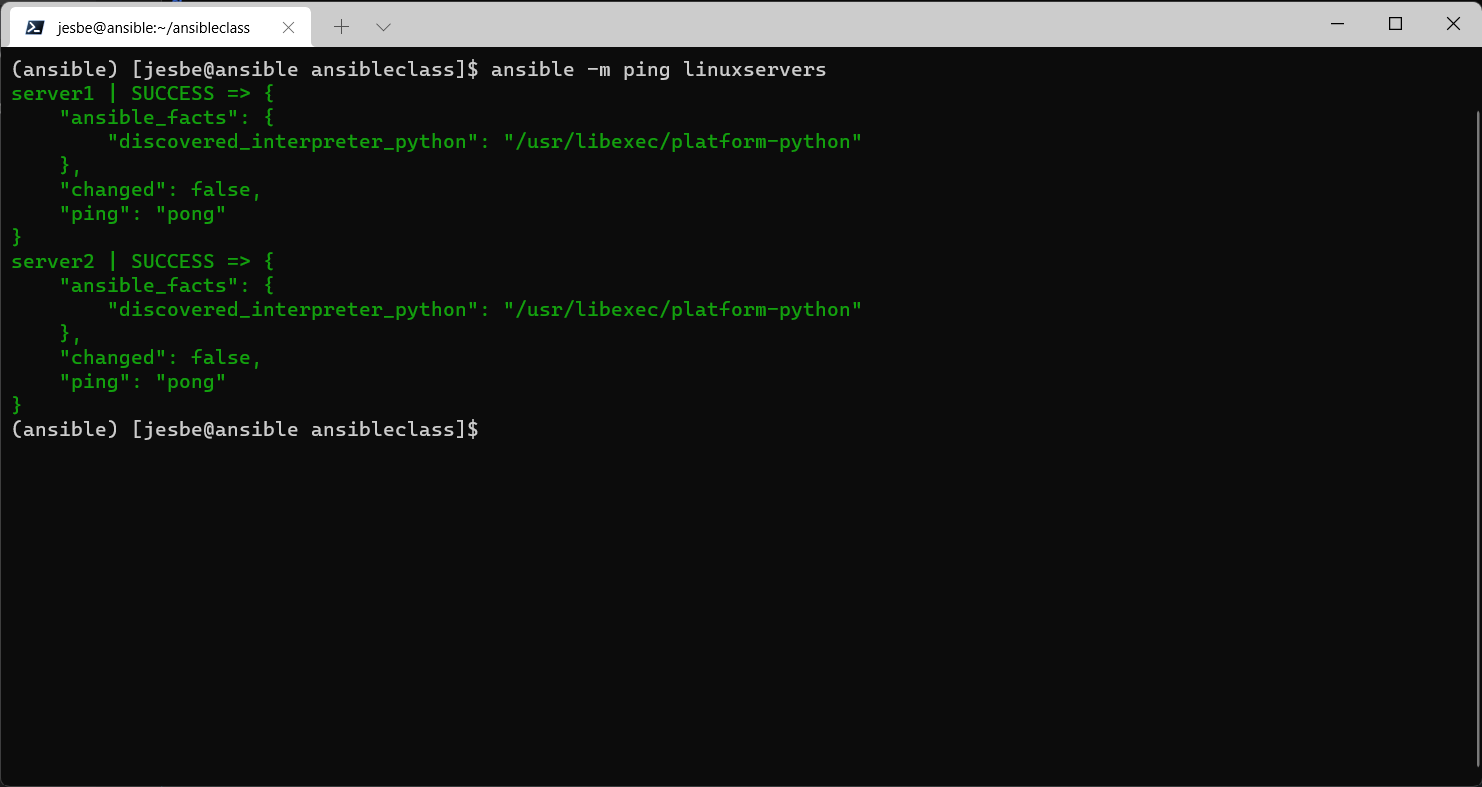 jesbe@ansible:~/ansibleclass
(ansible) [jesbe@ansible ansibleclass]$ ansible -m ping linuxservers
server1 | SUCCESS => {
    "ansible_facts": {
        "discovered_interpreter_python": "/usr/libexec/platform-python"
    },
    "changed": false,
    "ping": "pong"
}
server2 | SUCCESS => {
    "ansible_facts": {
        "discovered_interpreter_python": "/usr/libexec/platform-python"
    },
    "changed": false,
    "ping": "pong"
}
(ansible) [jesbe@ansible ansibleclass]$